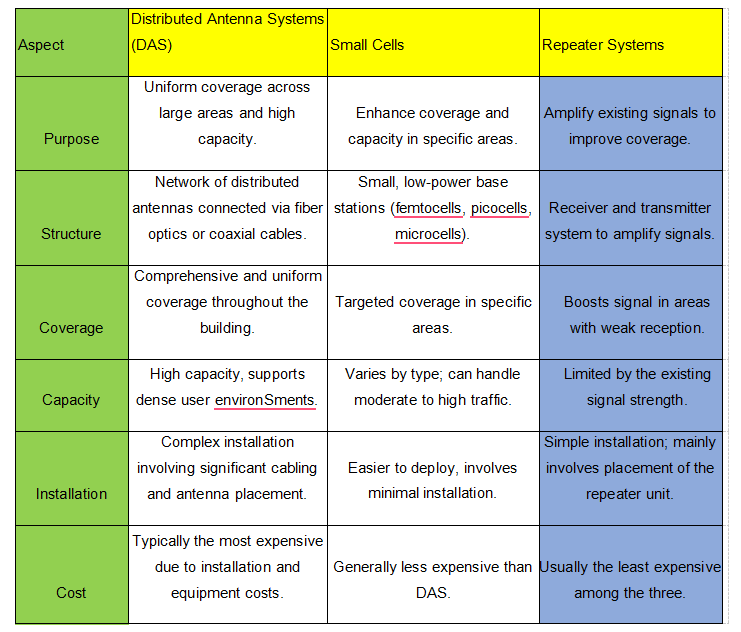 Aspect
Distributed Antenna Systems
(DAS)
Small Cells
Repeater Systems
Purpose
Uniform coverage across
large areas and high
capacity.
Enhance coverage and
capacity in specific areas.
Amplify existing signals to
improve coverage.
Structure
Network of distributed
antennas connected via fiber
optics or coaxial cables.
Small, low-power base
stations (femtocells, picocells,
microcells).
Receiver and transmitter
system to amplify signals.
Coverage
Comprehensive and uniform
coverage throughout the
building.
Targeted coverage in specific
areas.
Boosts signal in areas
with weak reception.
Capacity
High capacity, supports
dense user environSments.
Varies by type; can handle
moderate to high traffic.
Limited by the existing
signal strength.
Installation
Complex installation
involving significant cabling
and antenna placement.
Easier to deploy, involves
minimal installation.
Simple installation; mainly
involves placement of the
repeater unit.
Cost
Typically the most expensive
due to installation and
equipment costs.
Generally less expensive than
DAS.
Usually the least expensive
among the three.